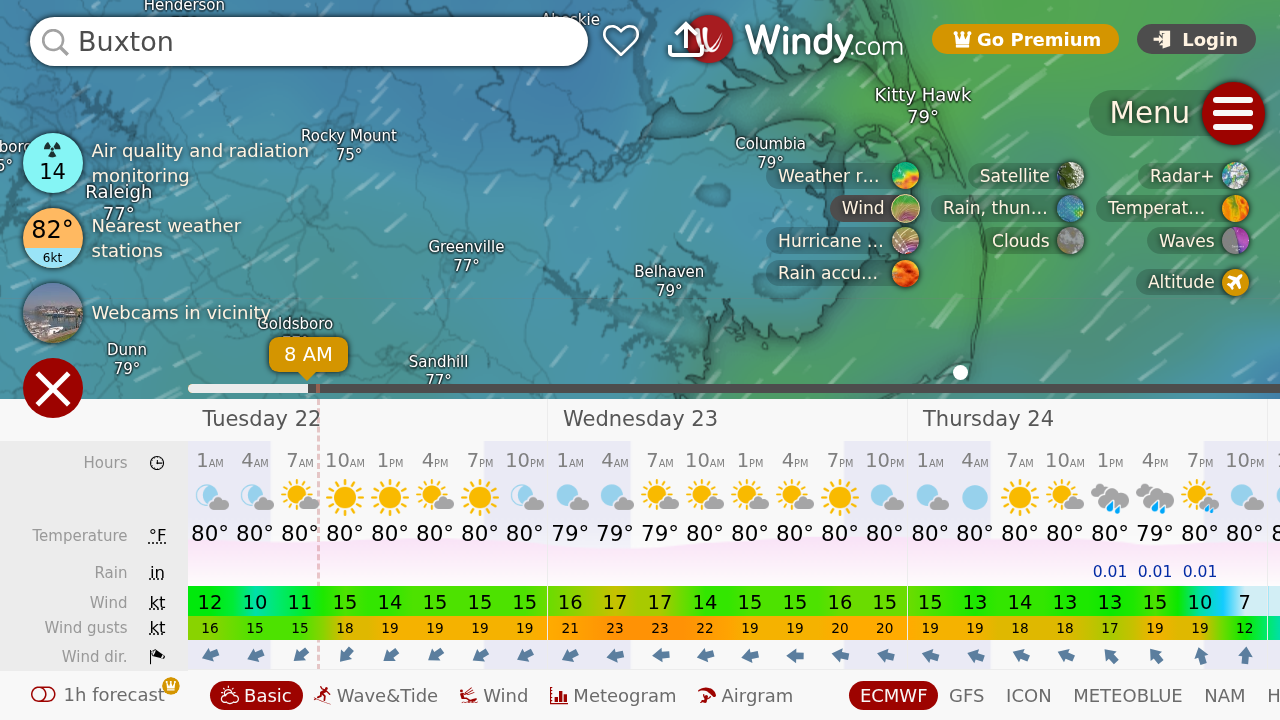 Henderson
Buxton
Windy.com
Go Premium
Login
Kitty Hawk
79°
Menu
Rocky Mount
75°
Columbia
79°
14
Air quality and radiation
monitoring
Raleigh
77°
Weather r...
Satellite
Radar+
Wind
Rain, thun...
Temperat...
82°
6kt
Nearest weather
stations
Greenville
77°
Hurricane ...
Clouds
Waves
Belhaven
79°
Rain accu...
Altitude
Webcams in vicinity
Goldsboro
Dunn
79°
8 AM
Sandhill
77°
Tuesday 22 Wednesday 23 Thursday 24
Hours 1AM 4AM 7AM 10AM 1PM 4PM 7PM 10PM 1AM 4AM 7AM 10AM 1PM 4PM 7PM 10PM 1AM 4AM 7AM 10AM 1PM 4PM 7PM 10PM
Temperature °F 80° 80° 80° 80° 80° 80° 80° 80° 79° 79° 79° 80° 80° 80° 80° 80° 80° 80° 80° 80° 80° 79° 80° 80° 8
Rain in 0.01 0.01 0.01
Wind kt 12 10 11 15 14 15 15 15 16 17 17 14 15 15 16 15 15 13 14 13 13 15 10 7
Wind gusts kt 16 15 15 18 19 19 19 19 21 23 23 22 19 19 20 20 19 19 18 18 17 19 19 12
Wind dir.
1h forecast
Basic
Wave&Tide
Wind
Meteogram
Airgram
ECMWF
GFS
ICON
METEOBLUE
NAM
H